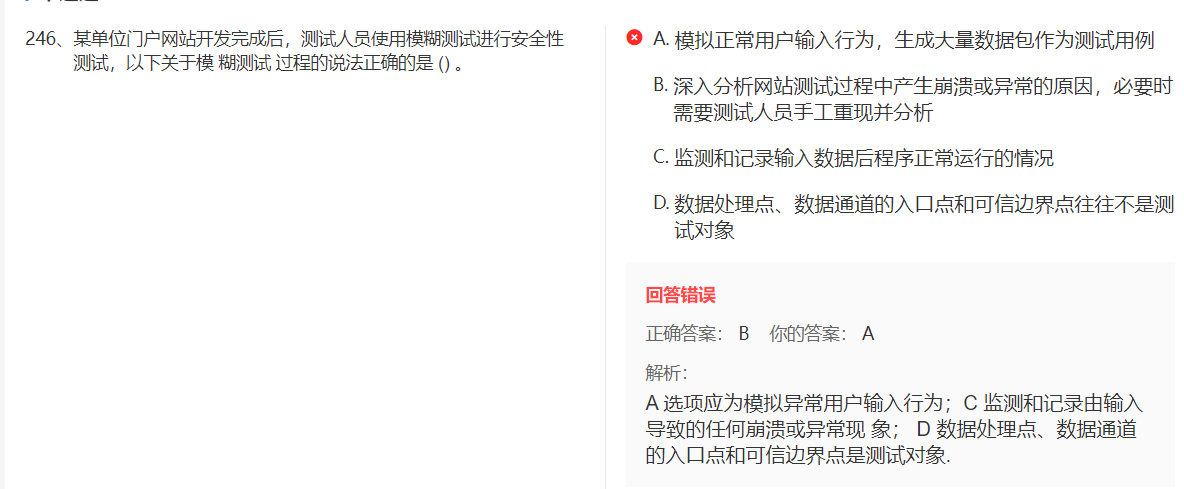 246、某单位门户网站开发完成后，测试人员使用模糊测试进行安全性
测试，以下关于模 糊测试 过程的说法正确的是 () 。
A. 模拟正常用户输入行为，生成大量数据包作为测试用例
B. 深入分析网站测试过程中产生崩溃或异常的原因，必要时
需要测试人员手工重现并分析
C. 监测和记录输入数据后程序正常运行的情况
D. 数据处理点、数据通道的入口点和可信边界点往往不是测
试对象
回答错误
正确答案： B 你的答案： A
解析：
A 选项应为模拟异常用户输入行为；C 监测和记录由输入
导致的任何崩溃或异常现 象； D 数据处理点、数据通道
的入口点和可信边界点是测试对象.